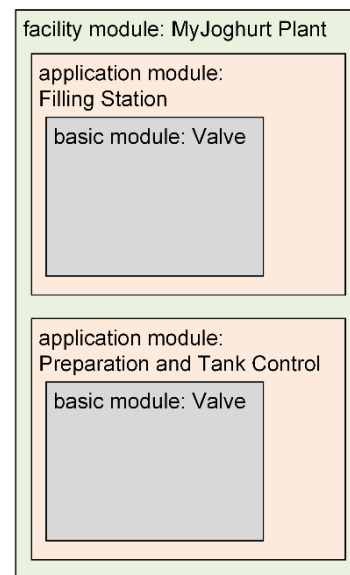 facility module: MyJoghurt Plant
application module:
Filling Station
basic module: Valve
application module:
Preparation and Tank Control
basic module: Valve